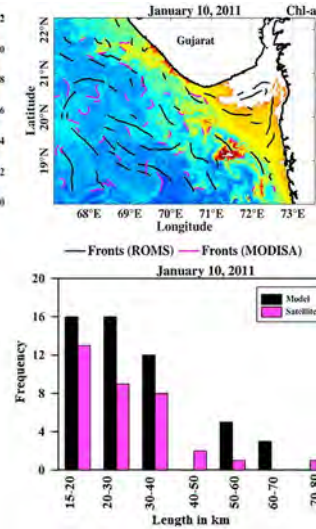 January 10, 2011 Chl-a
Gujarat
22°N
21°N
20°N
19°N
Latitude
68°E 69°E 70°E 71°E 72°E 73°E
Longitude
Fronts (ROMS) Fronts (MODISA)
January 10, 2011
20
16
12
8
4
0
Frequency
Model
Satellite
15-20 20-30 30-40 40-50 50-60 60-70 70-80
Length in km